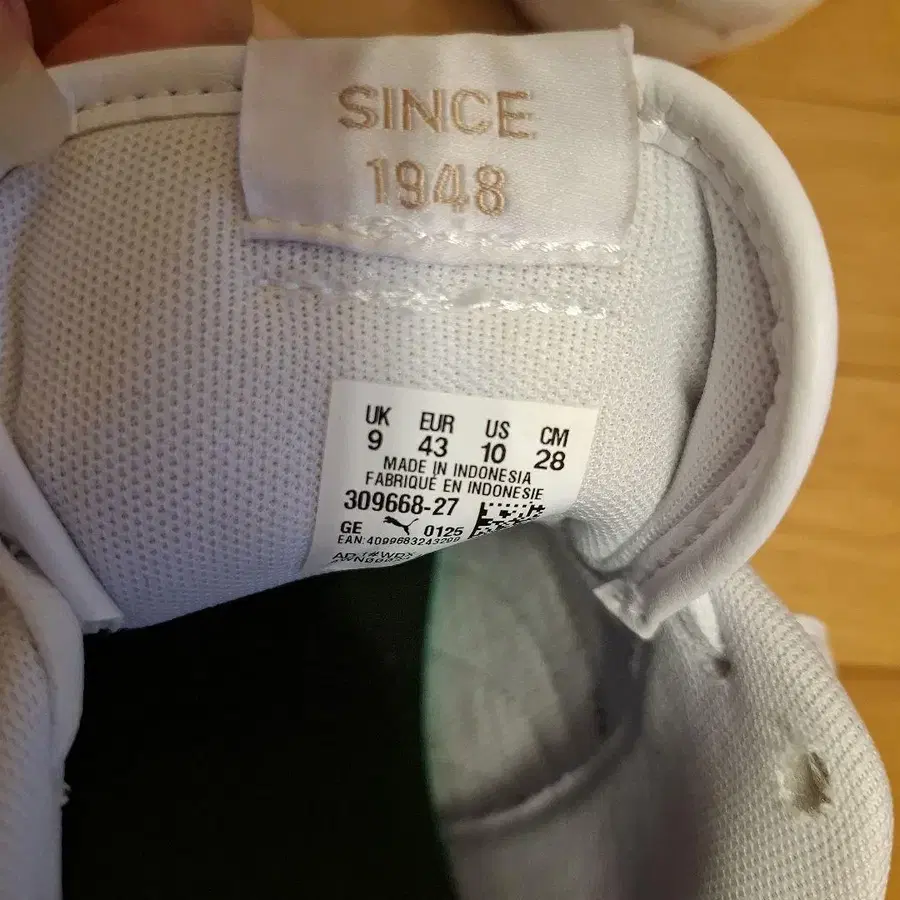 SINCE
1948
UK EUR US CM
9 43 10 28
MADE IN INDONESIA
FABRIQUÉ EN INDONESIE
309668-27
GE 0125